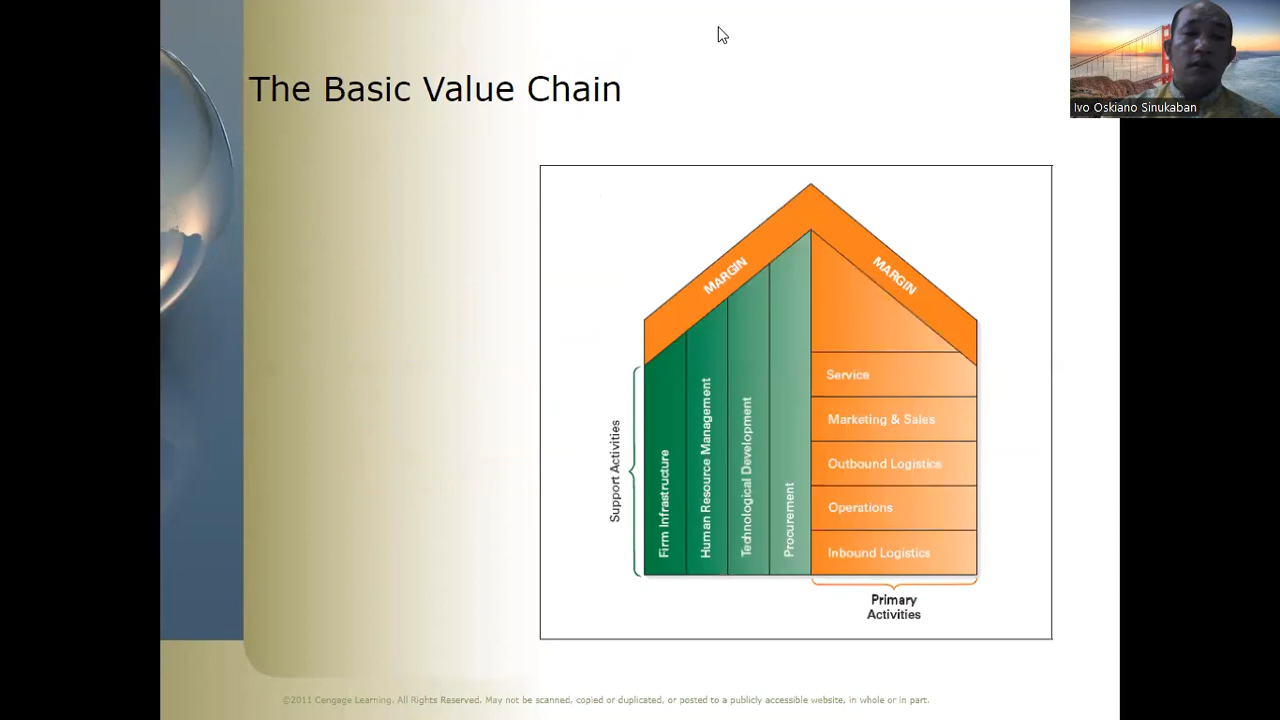 The Basic Value Chain
Ivo Oskiano Sinukaban
MARGIN
MARGIN
Support Activities
Firm Infrastructure
Human Resource Management
Technological Development
Procurement
Service
Marketing & Sales
Outbound Logistics
Operations
Inbound Logistics
Primary
Activities
©2011 Cengage Learning. All Rights Reserved. May not be scanned, copied or duplicated, or posted to a publicly accessible website, in whole or in part.